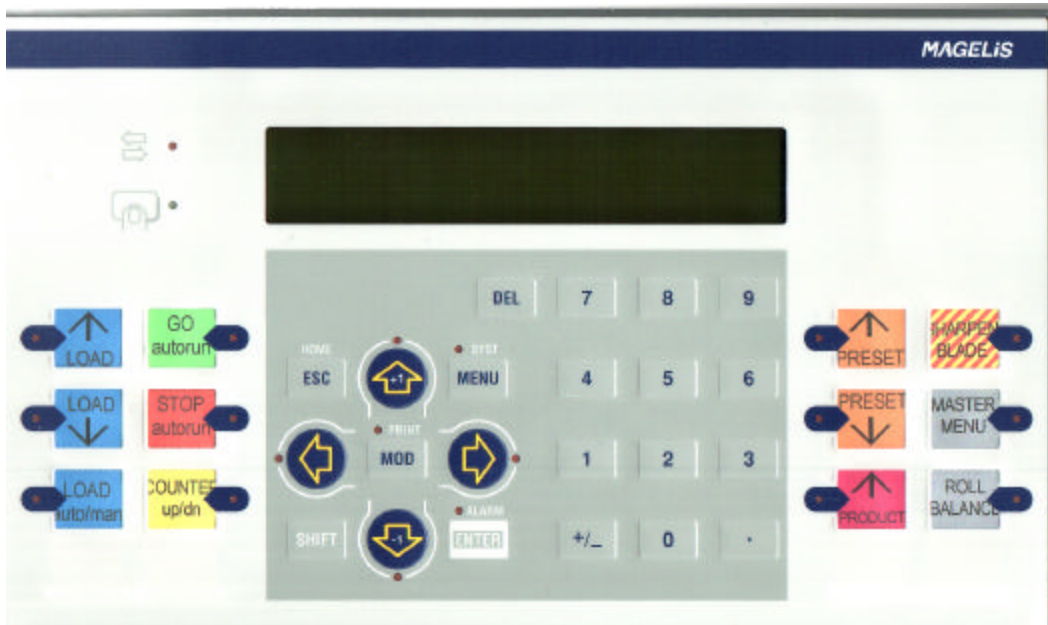 MAGELiS
DEL
7
8
9
LOAD
GO
autorun
PRESET
BLADE
HOME
ESC
+1
SYST
MENU
4
5
6
LOAD
STOP
autorun
PRESET
MASTER
MENU
PRINT
MOD
1
2
3
LOAD
auto/man
COUNTER
up/dn
PRODUCT
ROLL
BALANCE
SHIFT
-1
ALARM
ENTER
+/_
0
.